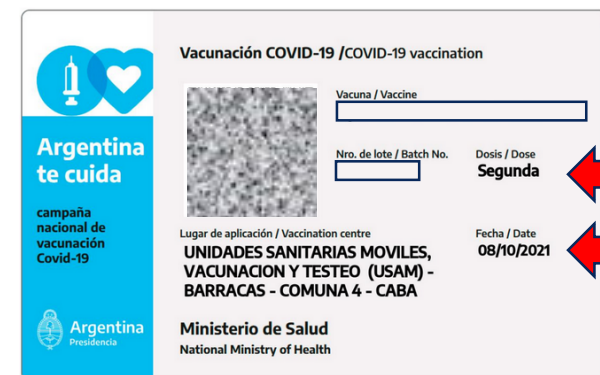 Vacunación COVID-19 /COVID-19 vaccination
Vacuna / Vaccine
Nro. de lote / Batch No.
Dosis / Dose
Segunda
Lugar de aplicación / Vaccination centre
UNIDADES SANITARIAS MOVILES,
VACUNACION Y TESTEO (USAM) -
BARRACAS - COMUNA 4 - CABA
Fecha / Date
08/10/2021
Ministerio de Salud
National Ministry of Health
Argentina
te cuida
campaña
nacional de
vacunación
Covid-19
Argentina
Presidencia